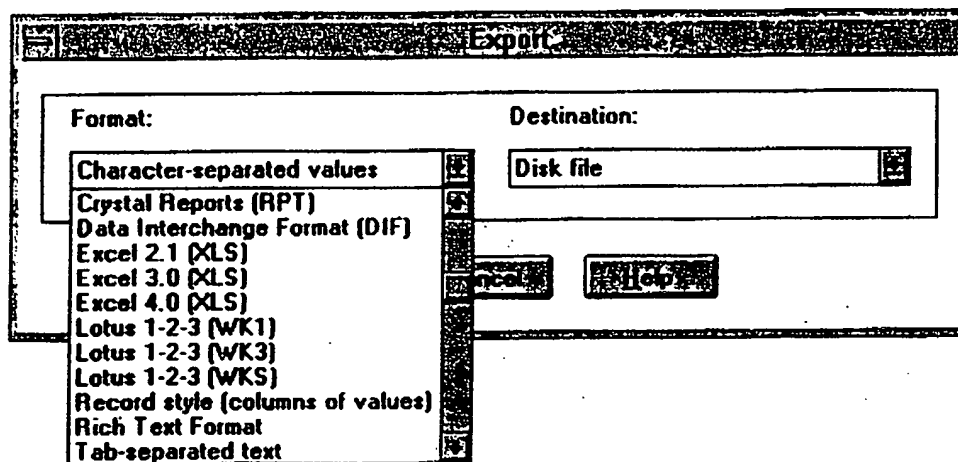 Export
Format:
Destination:
Character-separated values
Disk file
Crystal Reports (RPT)
Data Interchange Format (DIF)
Excel 2.1 (XLS)
Excel 3.0 (XLS)
Excel 4.0 (XLS)
Lotus 1-2-3 (WK1)
Lotus 1-2-3 (WK3)
Lotus 1-2-3 (WKS)
Record style (columns of values)
Rich Text Format
Tab-separated text
ncel
Help